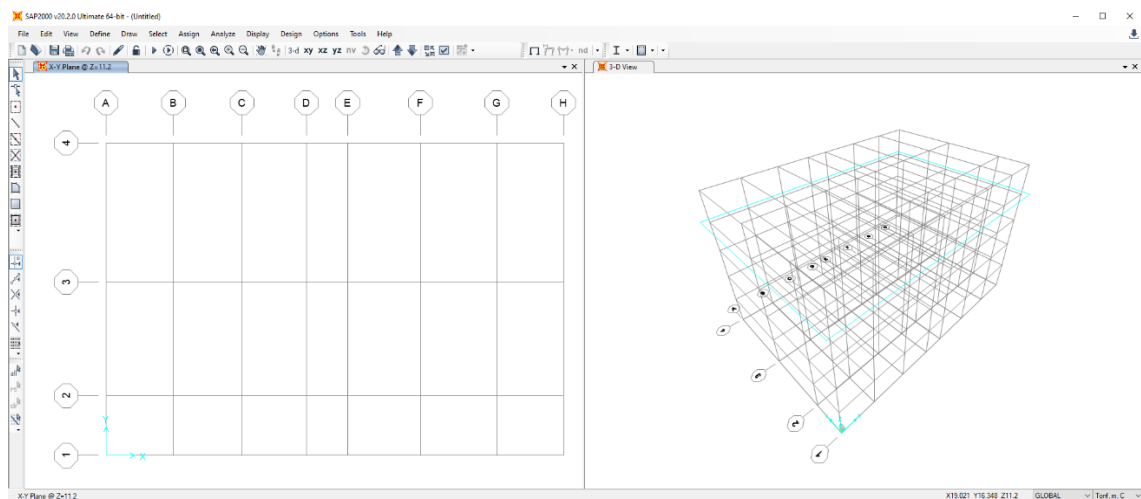 SAP2000 v20.2.0 Ultimate 64-bit - (Untitled)
File Edit View Define Draw Select Assign Analyze Display Design Options Tools Help
3-d xy xz yz nv nd
X-Y Plane @ Z=11.2
3-D View
A B C D E F G H
4
3
2
1
Y
X
X-Y Plane @ Z=11.2
X19.021 Y16.348 Z11.2 GLOBAL Tonf, m, C